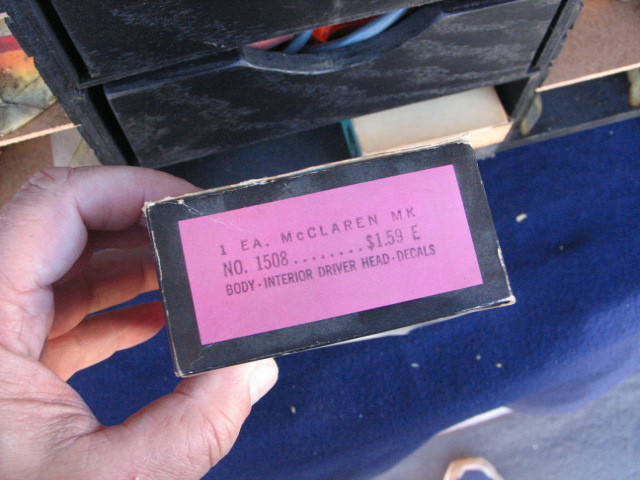 1 EA. McCLAREN MK
NO. 1508........$1.59 E
BODY·INTERIOR DRIVER HEAD·DECALS